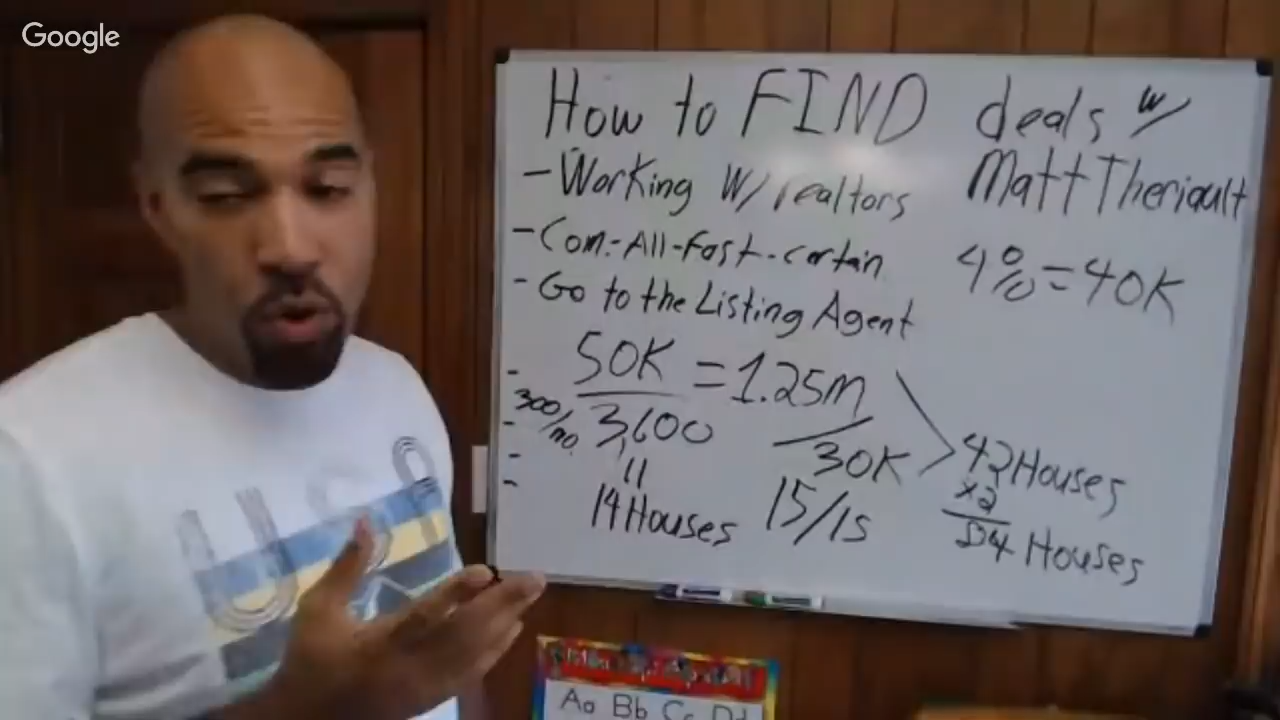 Google
How to FIND deals w/
Matt Theriault
- Working w/ realtors
- Com:- All-Fast-certain
- Go to the Listing Agent
4% = 40K
50K = 1.25m
300/mo. 3,600 30K
14 Houses 15/15
42 Houses
x2
Houses
USA
Aa Bb Cc Dd